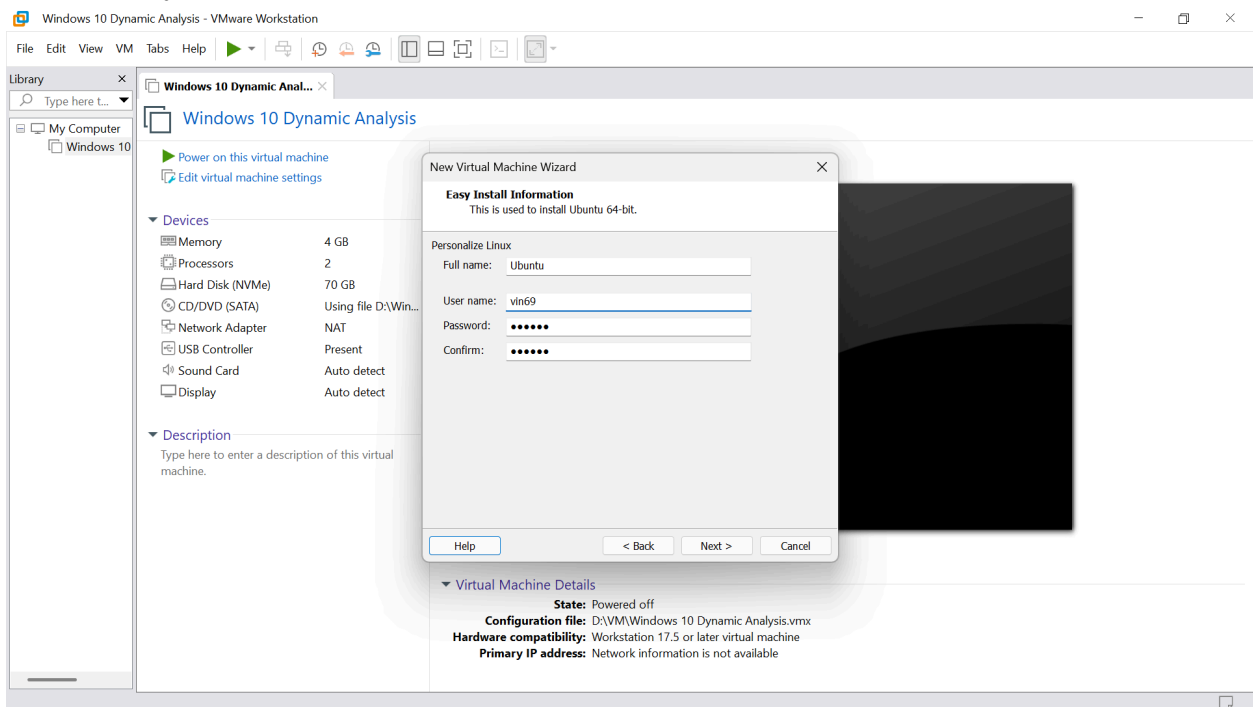 Windows 10 Dynamic Analysis - VMware Workstation
File Edit View VM Tabs Help
Library
Type here t...
My Computer
Windows 10
Windows 10 Dynamic Anal...
Windows 10 Dynamic Analysis
Power on this virtual machine
Edit virtual machine settings
Devices
Memory 4 GB
Processors 2
Hard Disk (NVMe) 70 GB
CD/DVD (SATA) Using file D:\Win...
Network Adapter NAT
USB Controller Present
Sound Card Auto detect
Display Auto detect
Description
Type here to enter a description of this virtual
machine.
New Virtual Machine Wizard
Easy Install Information
This is used to install Ubuntu 64-bit.
Personalize Linux
Full name: Ubuntu
User name: vin69
Password: ●●●●●●
Confirm: ●●●●●●
Help < Back Next > Cancel
Virtual Machine Details
State: Powered off
Configuration file: D:\VM\Windows 10 Dynamic Analysis.vmx
Hardware compatibility: Workstation 17.5 or later virtual machine
Primary IP address: Network information is not available